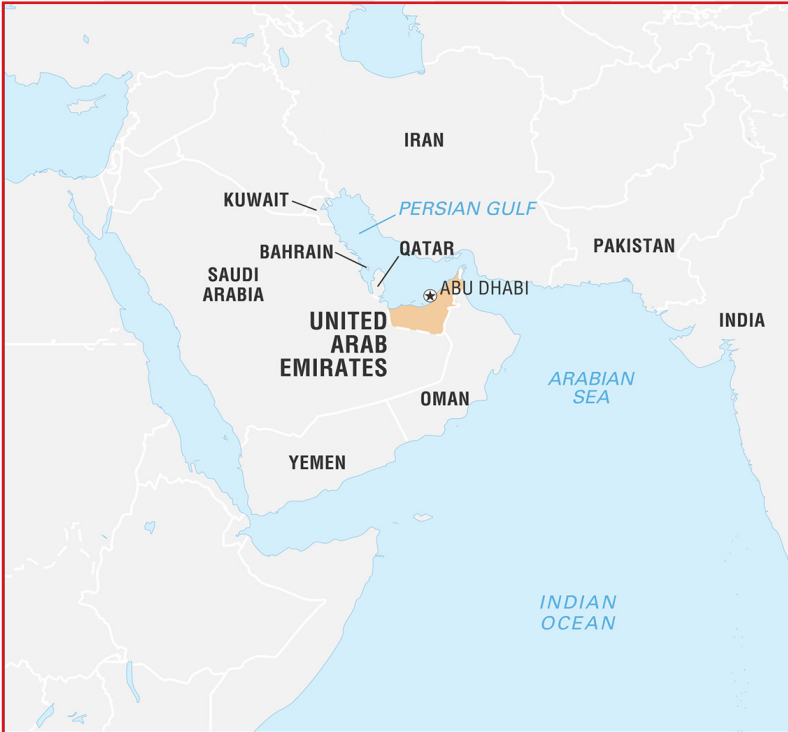 IRAN
KUWAIT
PERSIAN GULF
BAHRAIN
QATAR
PAKISTAN
SAUDI
ARABIA
ABU DHABI
UNITED
ARAB
EMIRATES
INDIA
ARABIAN
SEA
OMAN
YEMEN
INDIAN
OCEAN